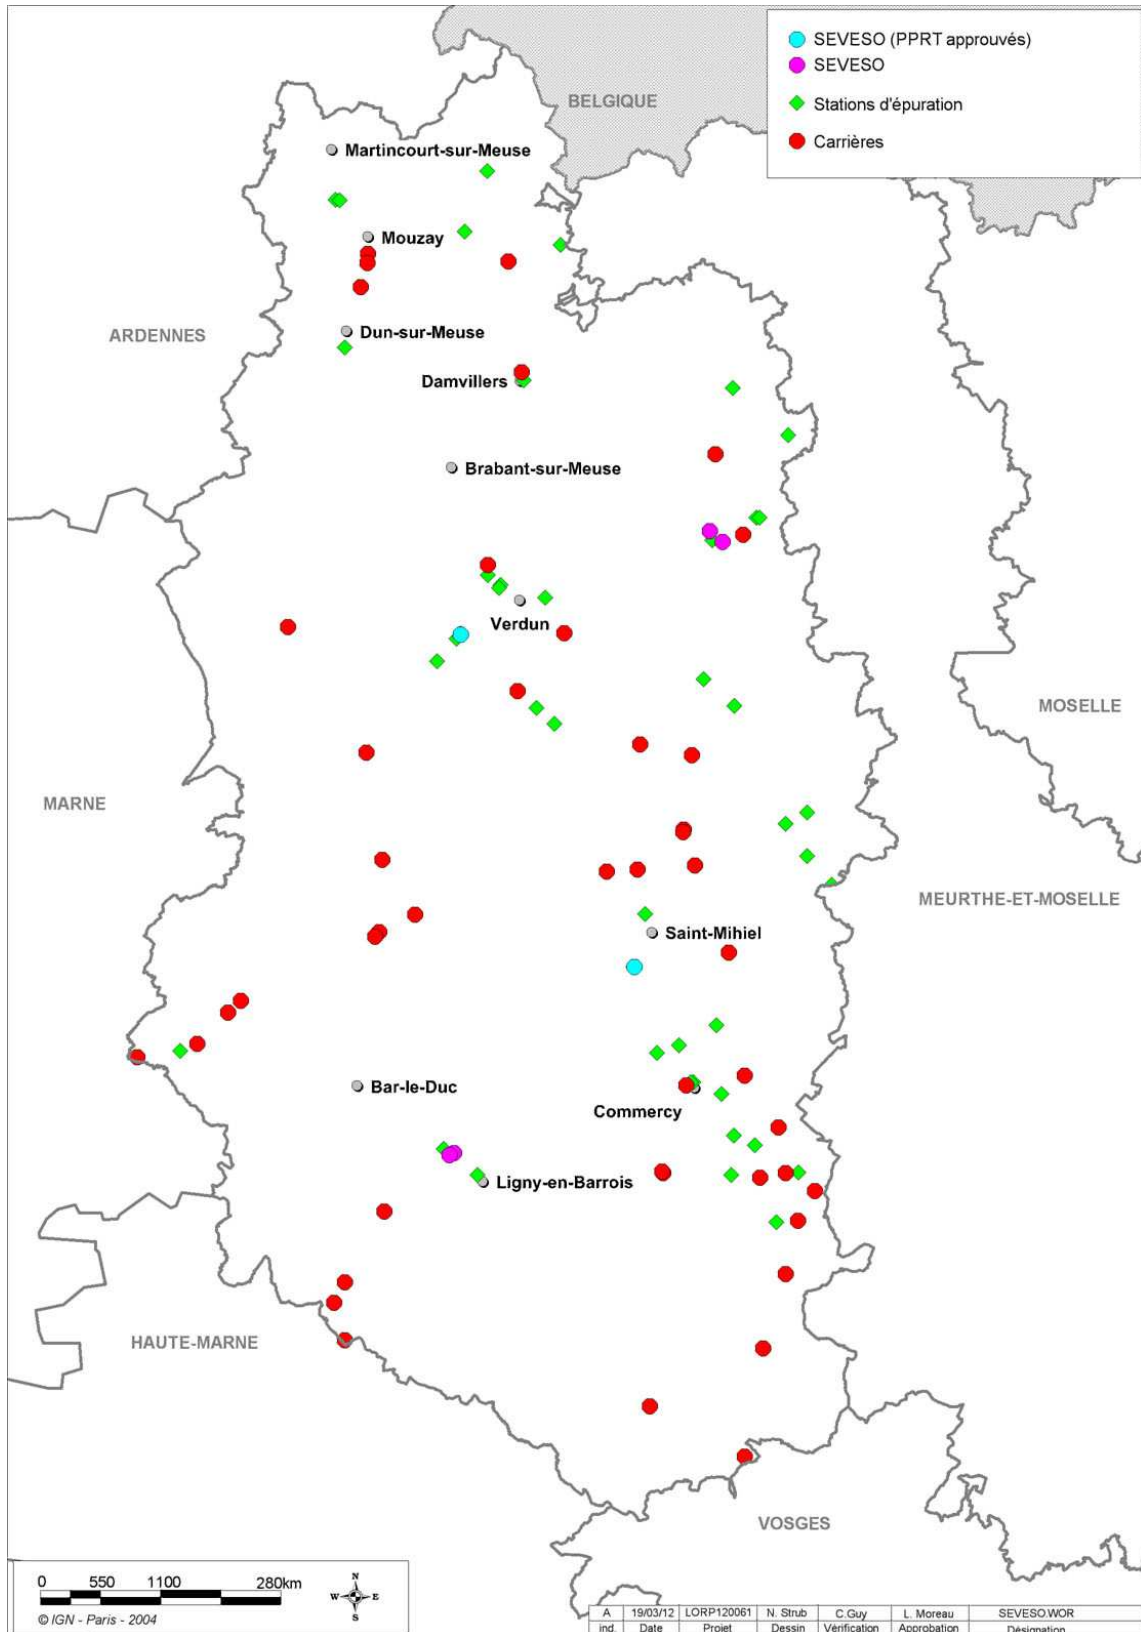 SEVESO (PPRT approuvés)
SEVESO
Stations d'épuration
Carrières
BELGIQUE
Martincourt-sur-Meuse
Mouzay
ARDENNES
Dun-sur-Meuse
Damvillers
Brabant-sur-Meuse
Verdun
MOSELLE
MARNE
MEURTHE-ET-MOSELLE
Saint-Mihiel
Bar-le-Duc
Commercy
Ligny-en-Barrois
HAUTE-MARNE
VOSGES
0 550 1100 280km
N
W E
S
© IGN - Paris - 2004
A 19/03/12 LORP120061 N. Strub C.Guy L. Moreau SEVESO.WOR
ind. Date Projet Dessin Vérification Approbation Désignation